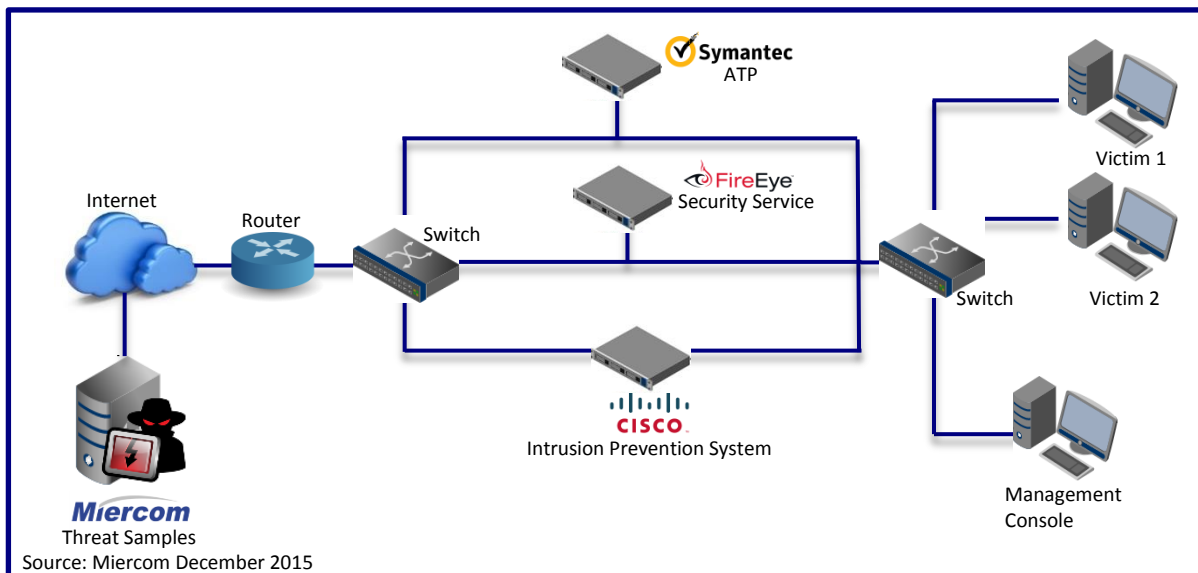 Symantec
ATP
FireEye™
Security Service
Internet
Router
Switch
CISCO
Intrusion Prevention System
Switch
Victim 1
Victim 2
Management
Console
Miercom
Threat Samples
Source: Miercom December 2015